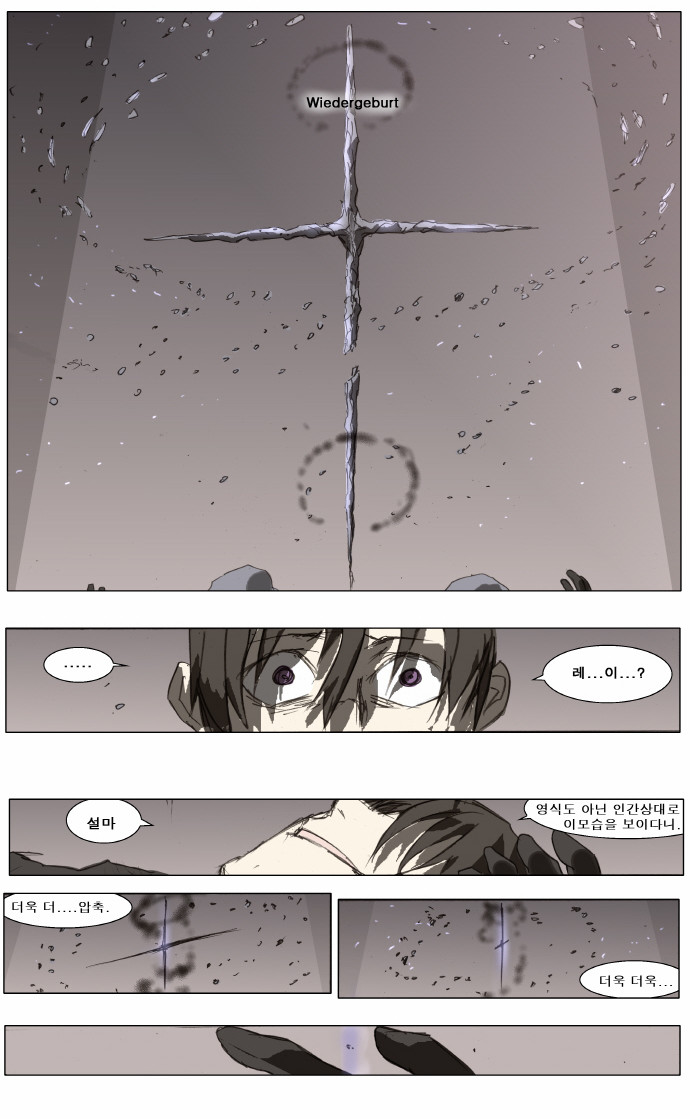 Wiedergeburt
.....
레...이...?
설마
영식도 아닌 인간상대로
이모습을 보이다니.
더욱 더....압축.
더욱 더욱...